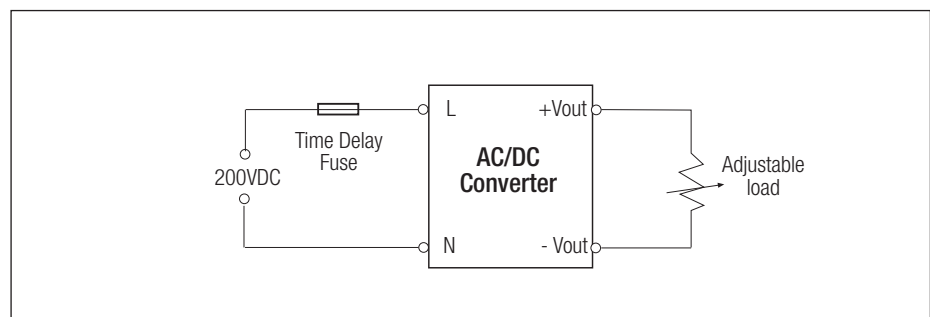 L
+Vout
Time Delay
Fuse
AC/DC
Converter
200VDC
Adjustable
load
N
- Vout